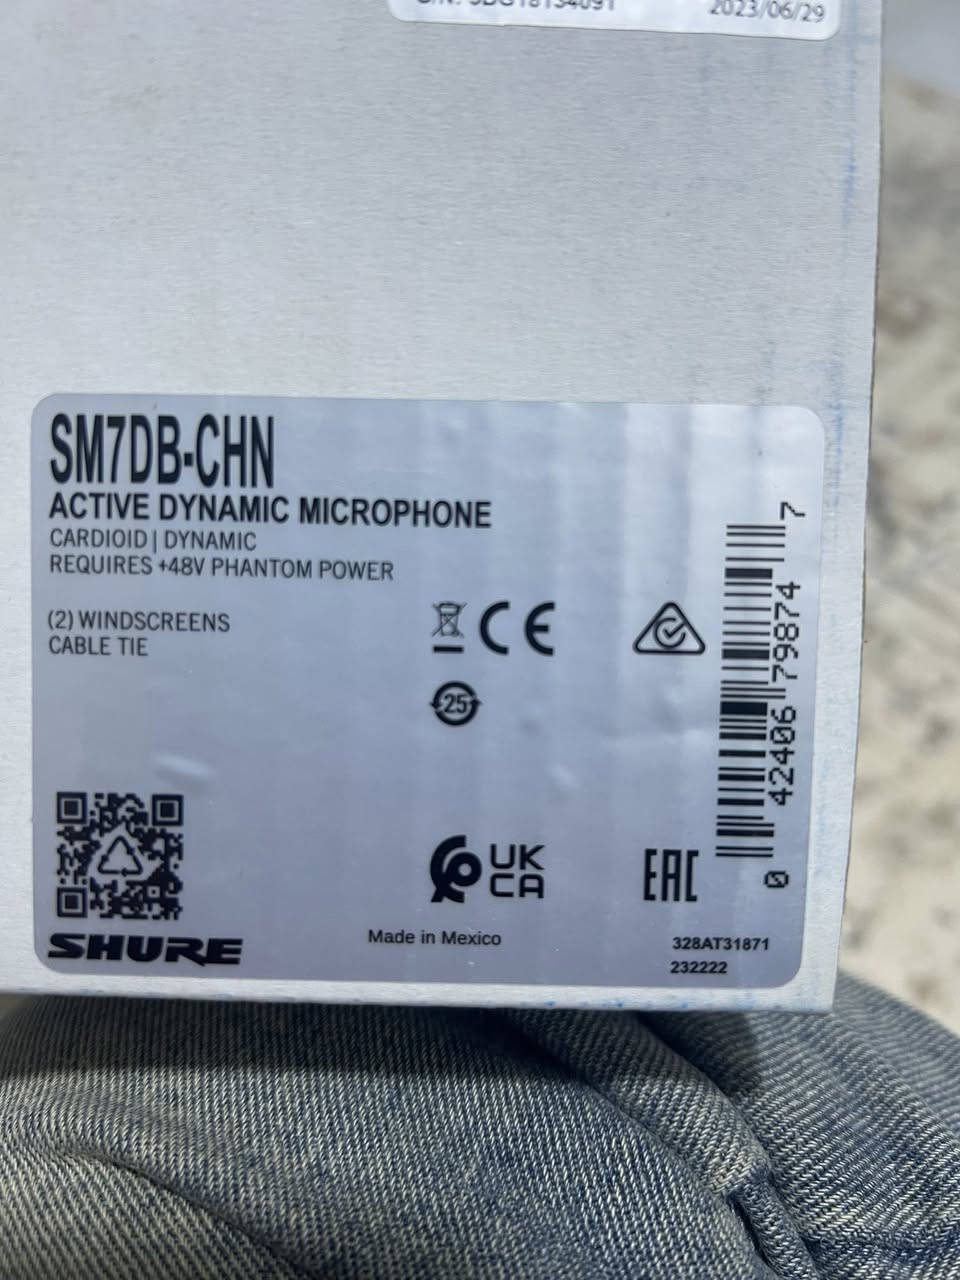 2023/06/29
SM7DB-CHN
ACTIVE DYNAMIC MICROPHONE
CARDIOID | DYNAMIC
REQUIRES +48V PHANTOM POWER
(2) WINDSCREENS
CABLE TIE
CE
25
UK
CA
EAC
0 42406 79874 7
SHURE
Made in Mexico
328AT31871
232222